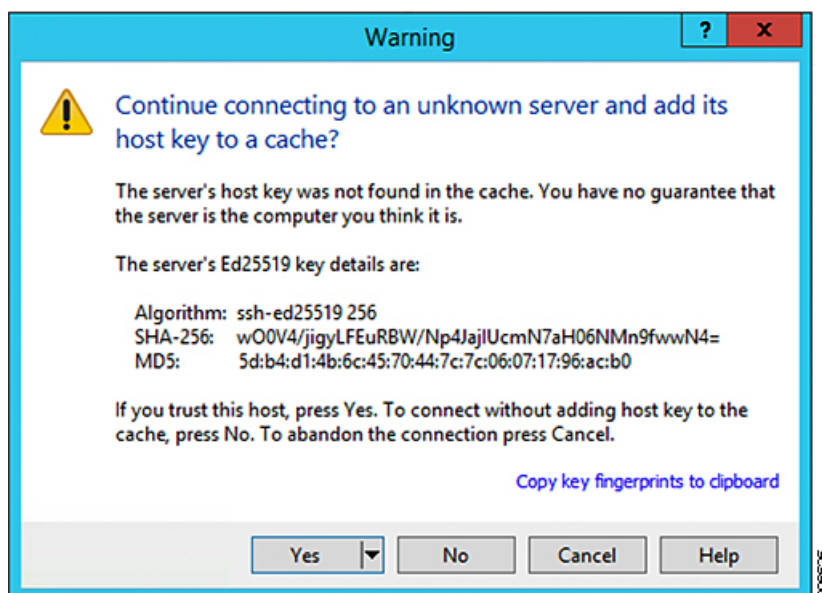 Warning
? x
Continue connecting to an unknown server and add its
host key to a cache?
The server's host key was not found in the cache. You have no guarantee that
the server is the computer you think it is.
The server's Ed25519 key details are:
Algorithm: ssh-ed25519 256
SHA-256: wO0V4/jigyLFEuRBW/Np4JajIUcmN7aH06NMn9fwwN4=
MD5: 5d:b4:d1:4b:6c:45:70:44:7c:7c:06:07:17:96:ac:b0
If you trust this host, press Yes. To connect without adding host key to the
cache, press No. To abandon the connection press Cancel.
Copy key fingerprints to clipboard
Yes
No
Cancel
Help